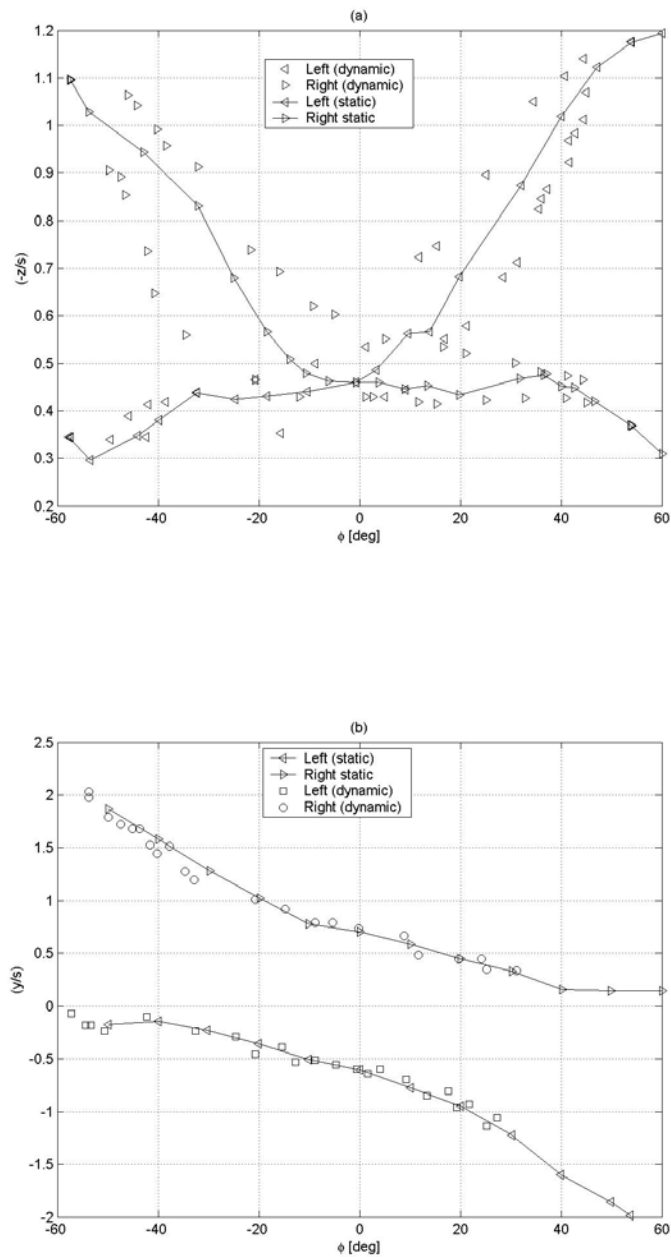 (a)
1.2
1.1
1
0.9
0.8
0.7
0.6
0.5
0.4
0.3
0.2
(-z/s)
Left (dynamic)
Right (dynamic)
Left (static)
Right static
-60 -40 -20 0 20 40 60
ϕ [deg]
(b)
2.5
2
1.5
1
0.5
0
-0.5
-1
-1.5
-2
(y/s)
Left (static)
Right static
Left (dynamic)
Right (dynamic)
-60 -40 -20 0 20 40 60
ϕ [deg]